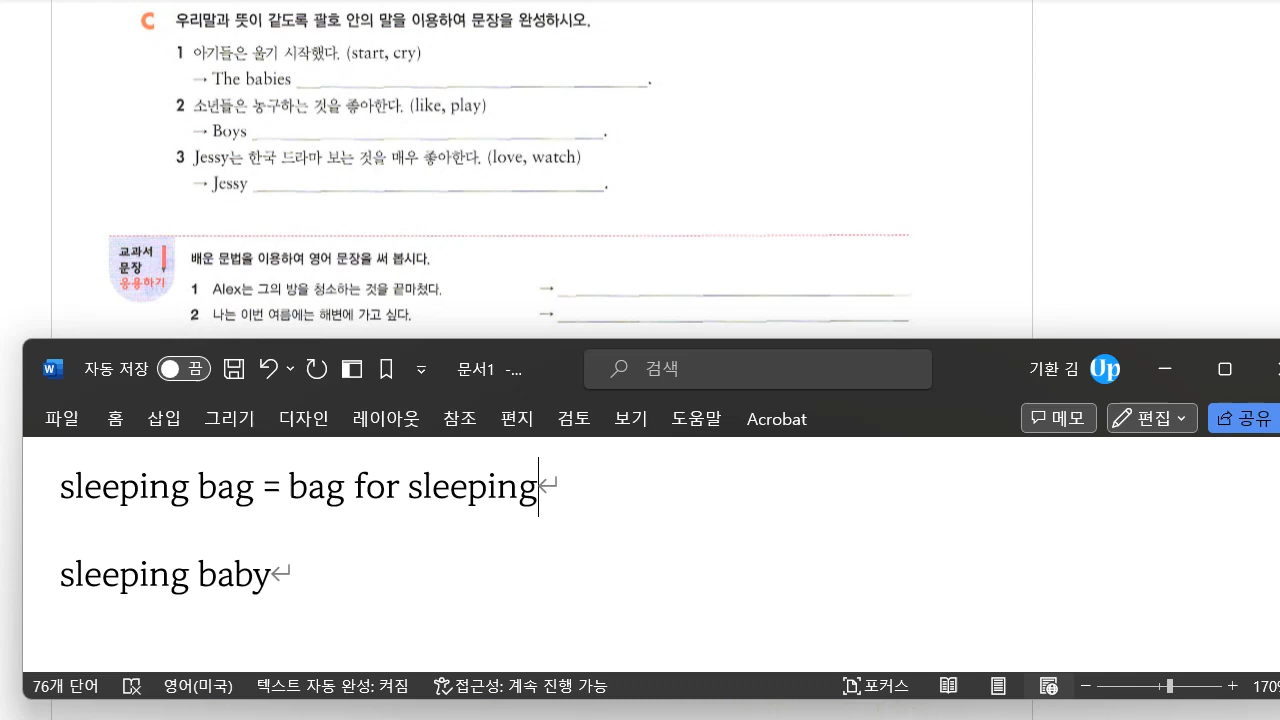 C 우리말과 뜻이 같도록 괄호 안의 말을 이용하여 문장을 완성하시오.
1 아기들은 울기 시작했다. (start, cry)
→ The babies ____________________.
2 소년들은 농구하는 것을 좋아한다. (like, play)
→ Boys ____________________.
3 Jessy는 한국 드라마 보는 것을 매우 좋아한다. (love, watch)
→ Jessy ____________________.
교과서
문장
응용하기
배운 문법을 이용하여 영어 문장을 써 봅시다.
1 Alex는 그의 방을 청소하는 것을 끝마쳤다. → ____________________
2 나는 이번 여름에는 해변에 가고 싶다. → ____________________
자동 저장 끔 문서1 -... 검색 기환 김 Up
파일 홈 삽입 그리기 디자인 레이아웃 참조 편지 검토 보기 도움말 Acrobat 메모 편집 공유
sleeping bag = bag for sleeping
sleeping baby
76개 단어 영어(미국) 텍스트 자동 완성: 켜짐 접근성: 계속 진행 가능 포커스 170%